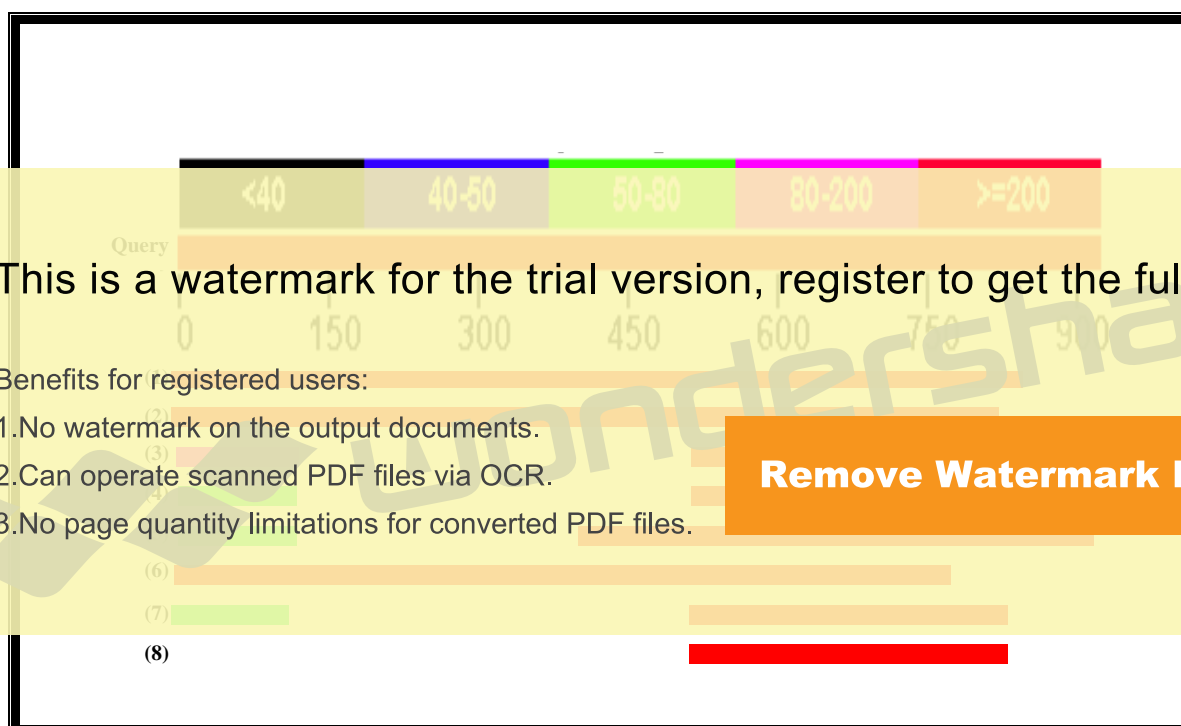 <40 40-50 50-80 80-200 >=200
Query
This is a watermark for the trial version, register to get the ful
0 150 300 450 600 750 900
wondersha
Benefits for registered users:
(2)
1.No watermark on the output documents.
(3)
Remove Watermark
2.Can operate scanned PDF files via OCR.
3.No page quantity limitations for converted PDF files.
(6)
(7)
(8)